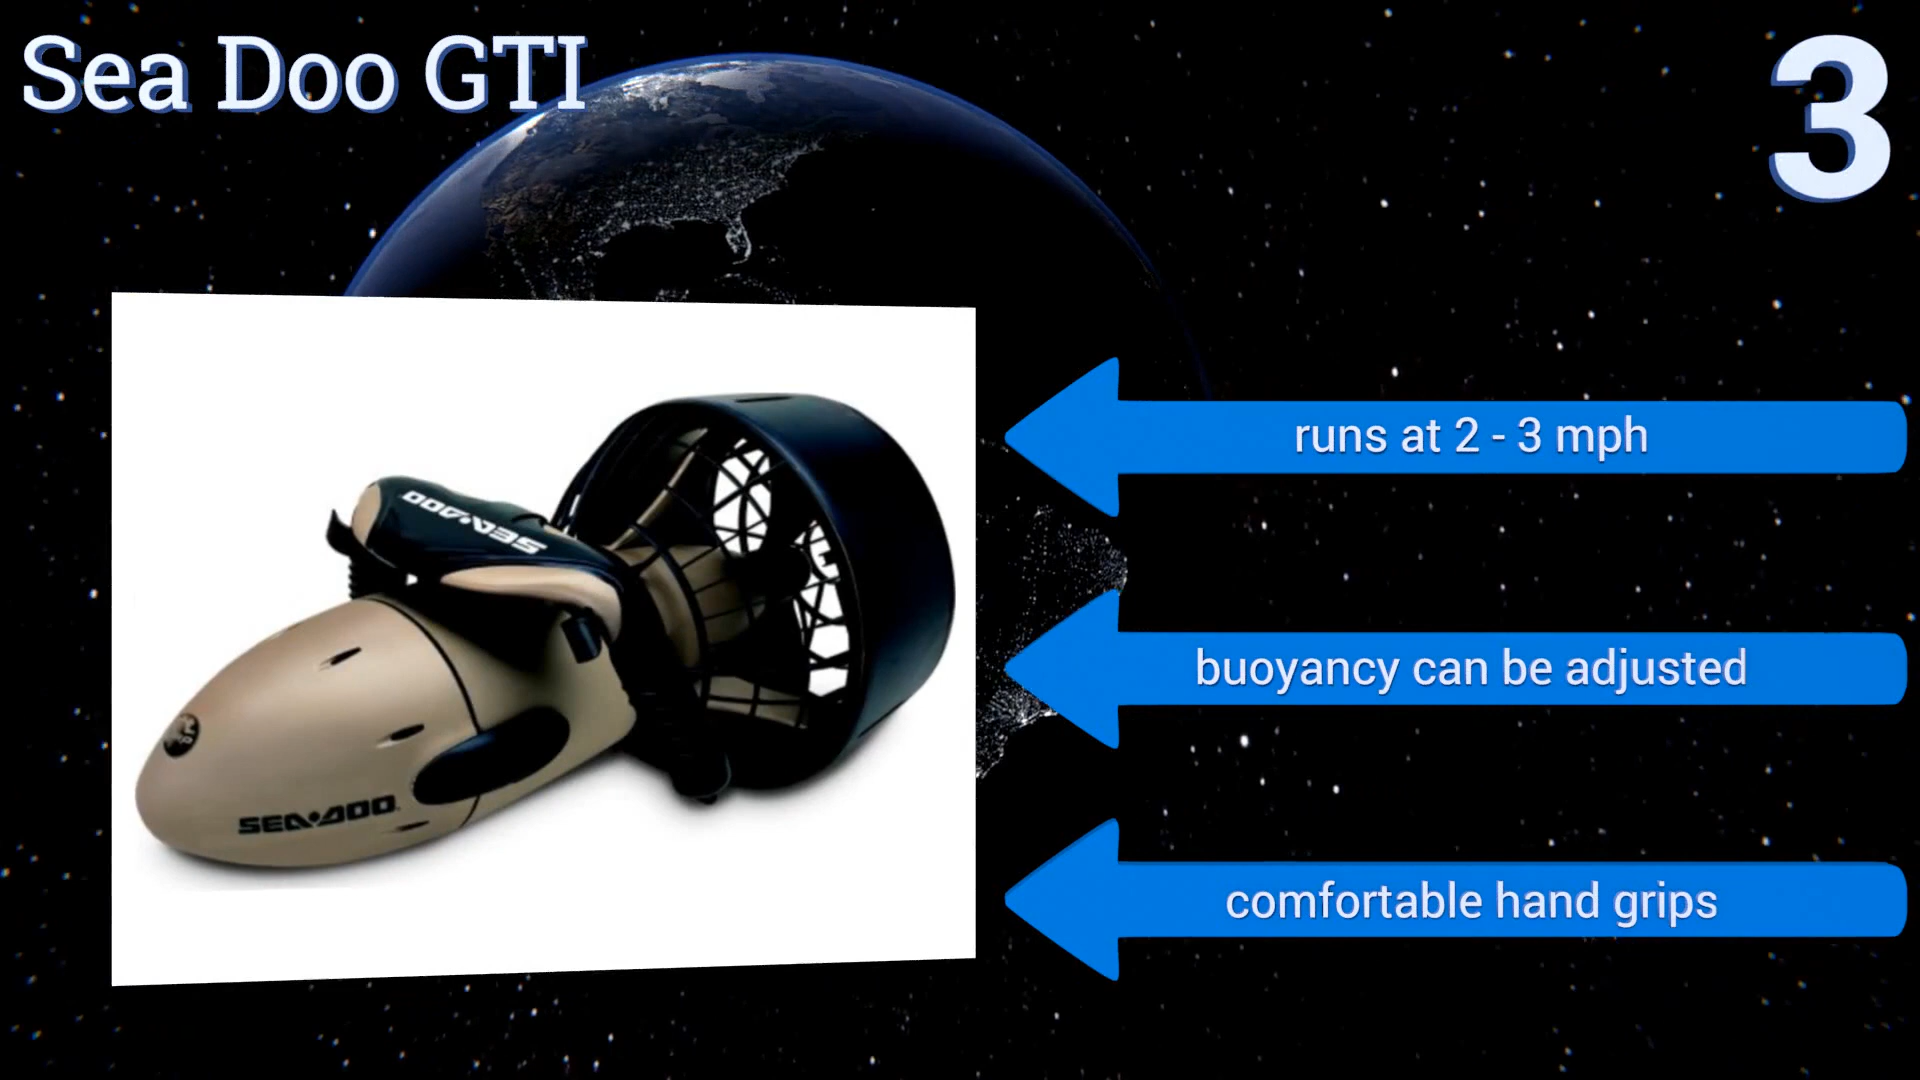 Sea Doo GTI
3
runs at 2 - 3 mph
SEA-DOO
buoyancy can be adjusted
SEA-DOO
comfortable hand grips